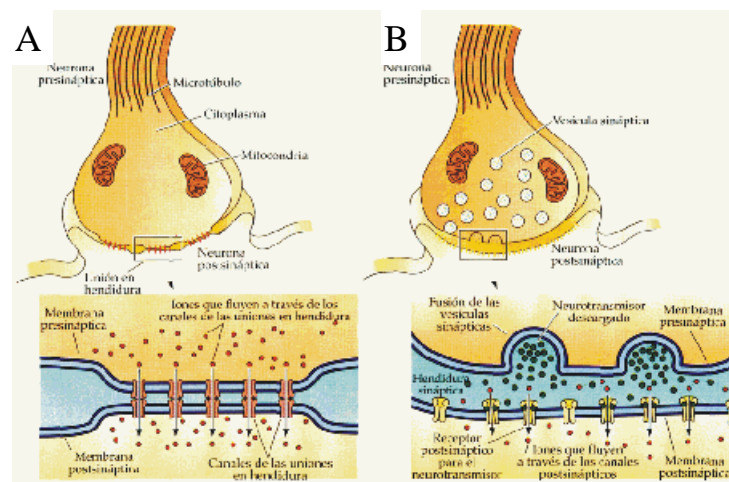 A
Neurona
presináptica
Microtúbulo
Citoplasma
Mitocondria
Neurona
postsináptica
Unión en
hendidura
Membrana
presináptica
Iones que fluyen a través de los
canales de las uniones en hendidura
Membrana
postsináptica
Canales de las uniones
en hendidura
B
Neurona
presináptica
Vesícula sináptica
Neurona
postsináptica
Fusión de las
vesículas
sinápticas
Neurotransmisor
descargado
Membrana
presináptica
Hendidura
sináptica
Receptor
postsináptico
para el
neurotransmisor
Iones que fluyen
a través de los canales
postsinápticos
Membrana
postsináptica